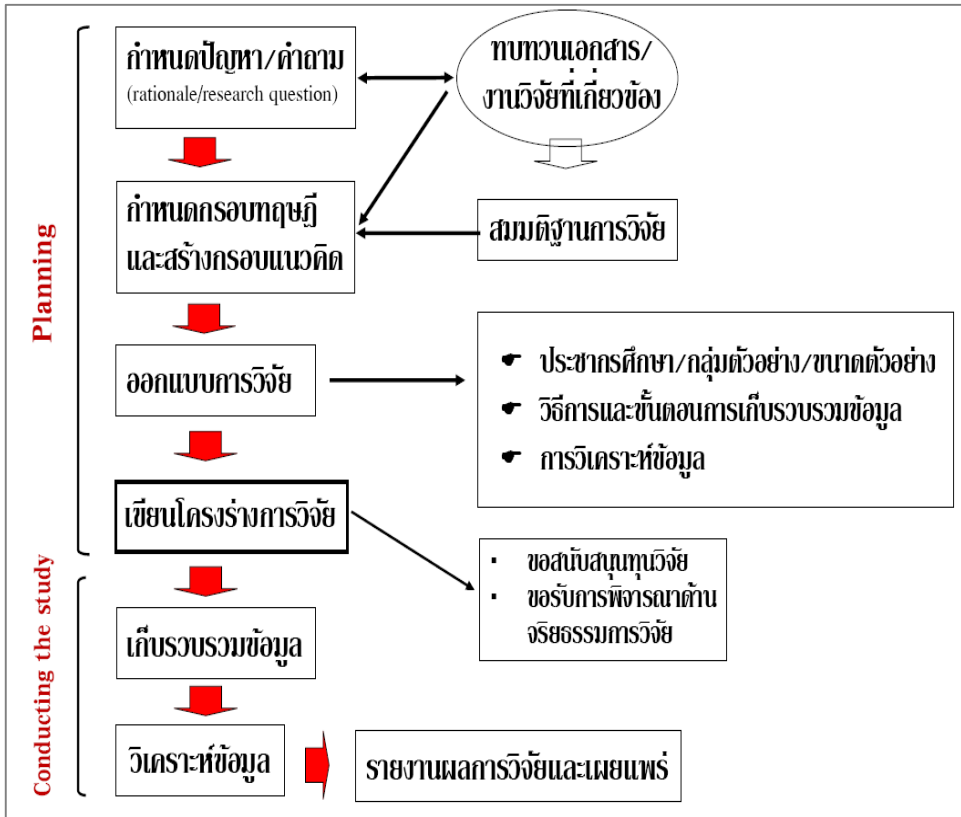 Planning
กำหนดปัญหา/คำถาม
(rationale/research question)
ทบทวนเอกสาร/
งานวิจัยที่เกี่ยวข้อง
กำหนดกรอบทฤษฎี
และสร้างกรอบแนวคิด
สมมติฐานการวิจัย
ออกแบบการวิจัย
☛ ประชากรศึกษา/กลุ่มตัวอย่าง/ขนาดตัวอย่าง
☛ วิธีการและขั้นตอนการเก็บรวบรวมข้อมูล
☛ การวิเคราะห์ข้อมูล
เขียนโครงร่างการวิจัย
▪ ขอสนับสนุนทุนวิจัย
▪ ขอรับการพิจารณาด้าน
จริยธรรมการวิจัย
Conducting the study
เก็บรวบรวมข้อมูล
วิเคราะห์ข้อมูล
รายงานผลการวิจัยและเผยแพร่